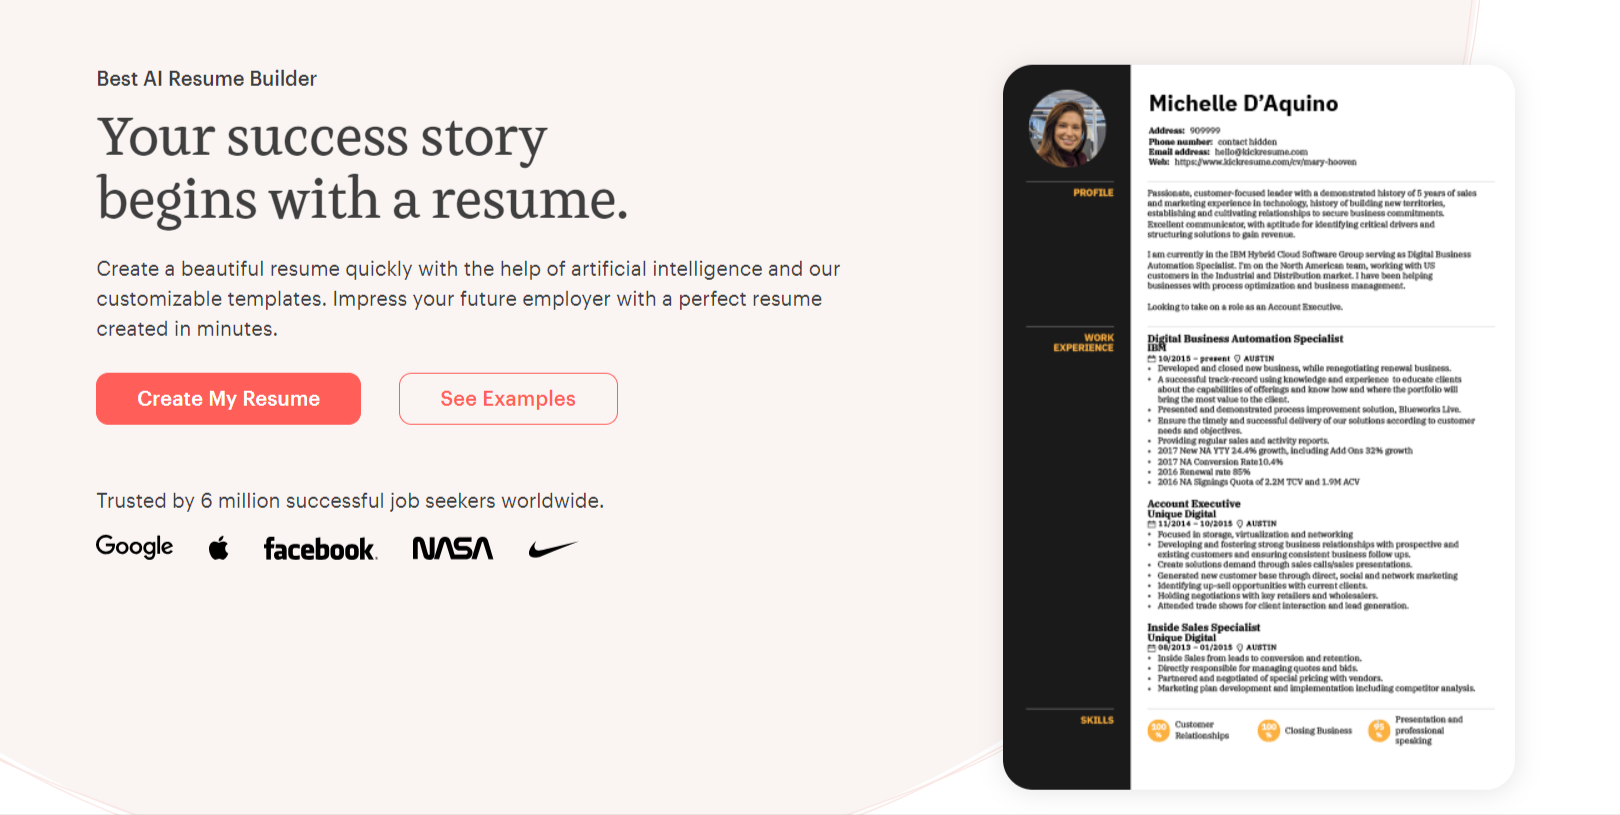 Best AI Resume Builder
Your success story
begins with a resume.
Create a beautiful resume quickly with the help of artificial intelligence and our
customizable templates. Impress your future employer with a perfect resume
created in minutes.
Create My Resume
See Examples
Trusted by 6 million successful job seekers worldwide.
Google
facebook.
NASA
Michelle D'Aquino
Address: 909999
Phone number: contact hidden
Email address: hello@kickresume.com
Web: https://www.kickresume.com/cv/mary-hooven
PROFILE
Passionate, customer-focused leader with a demonstrated history of 5 years of sales
and marketing experience in technology, history of building new territories,
establishing and cultivating relationships to secure business commitments.
Excellent communicator, with aptitude for identifying critical drivers and
structuring solutions to gain revenue.
I am currently in the IBM Hybrid Cloud Software Group serving as Digital Business
Automation Specialist. I'm on the North American team, working with US
customers in the Industrial and Distribution market. I have been helping
businesses with process optimization and business management.
Looking to take on a role as an Account Executive.
WORK
EXPERIENCE
Digital Business Automation Specialist
IBM
10/2015 – present AUSTIN
• Developed and closed new business, while renegotiating renewal business.
• A successful track-record using knowledge and experience to educate clients
about the capabilities of offerings and know how and where the portfolio will
bring the most value to the client.
• Presented and demonstrated process improvement solution, Blueworks Live.
• Ensure the timely and successful delivery of our solutions according to customer
needs and objectives.
• Providing regular sales and activity reports.
• 2017 New NA YTY 24.4% growth, including Add Ons 32% growth
• 2017 NA Conversion Rate10.4%
• 2016 Renewal rate 85%
• 2016 NA Signings Quota of 2.2M TCV and 1.9M ACV
Account Executive
Unique Digital
11/2014 – 10/2015 AUSTIN
• Focused in storage, virtualization and networking
• Developing and fostering strong business relationships with prospective and
existing customers and ensuring consistent business follow ups.
• Create solutions demand through sales calls/sales presentations.
• Generated new customer base through direct, social and network marketing
• Identifying up-sell opportunities with current clients.
• Holding negotiations with key retailers and wholesalers.
• Attended trade shows for client interaction and lead generation.
Inside Sales Specialist
Unique Digital
08/2013 – 01/2015 AUSTIN
• Inside Sales from leads to conversion and retention.
• Directly responsible for managing quotes and bids.
• Partnered and negotiated of special pricing with vendors.
• Marketing plan development and implementation including competitor analysis.
SKILLS
100
%
Customer
Relationships
100
%
Closing Business
95
%
Presentation and
professional
speaking